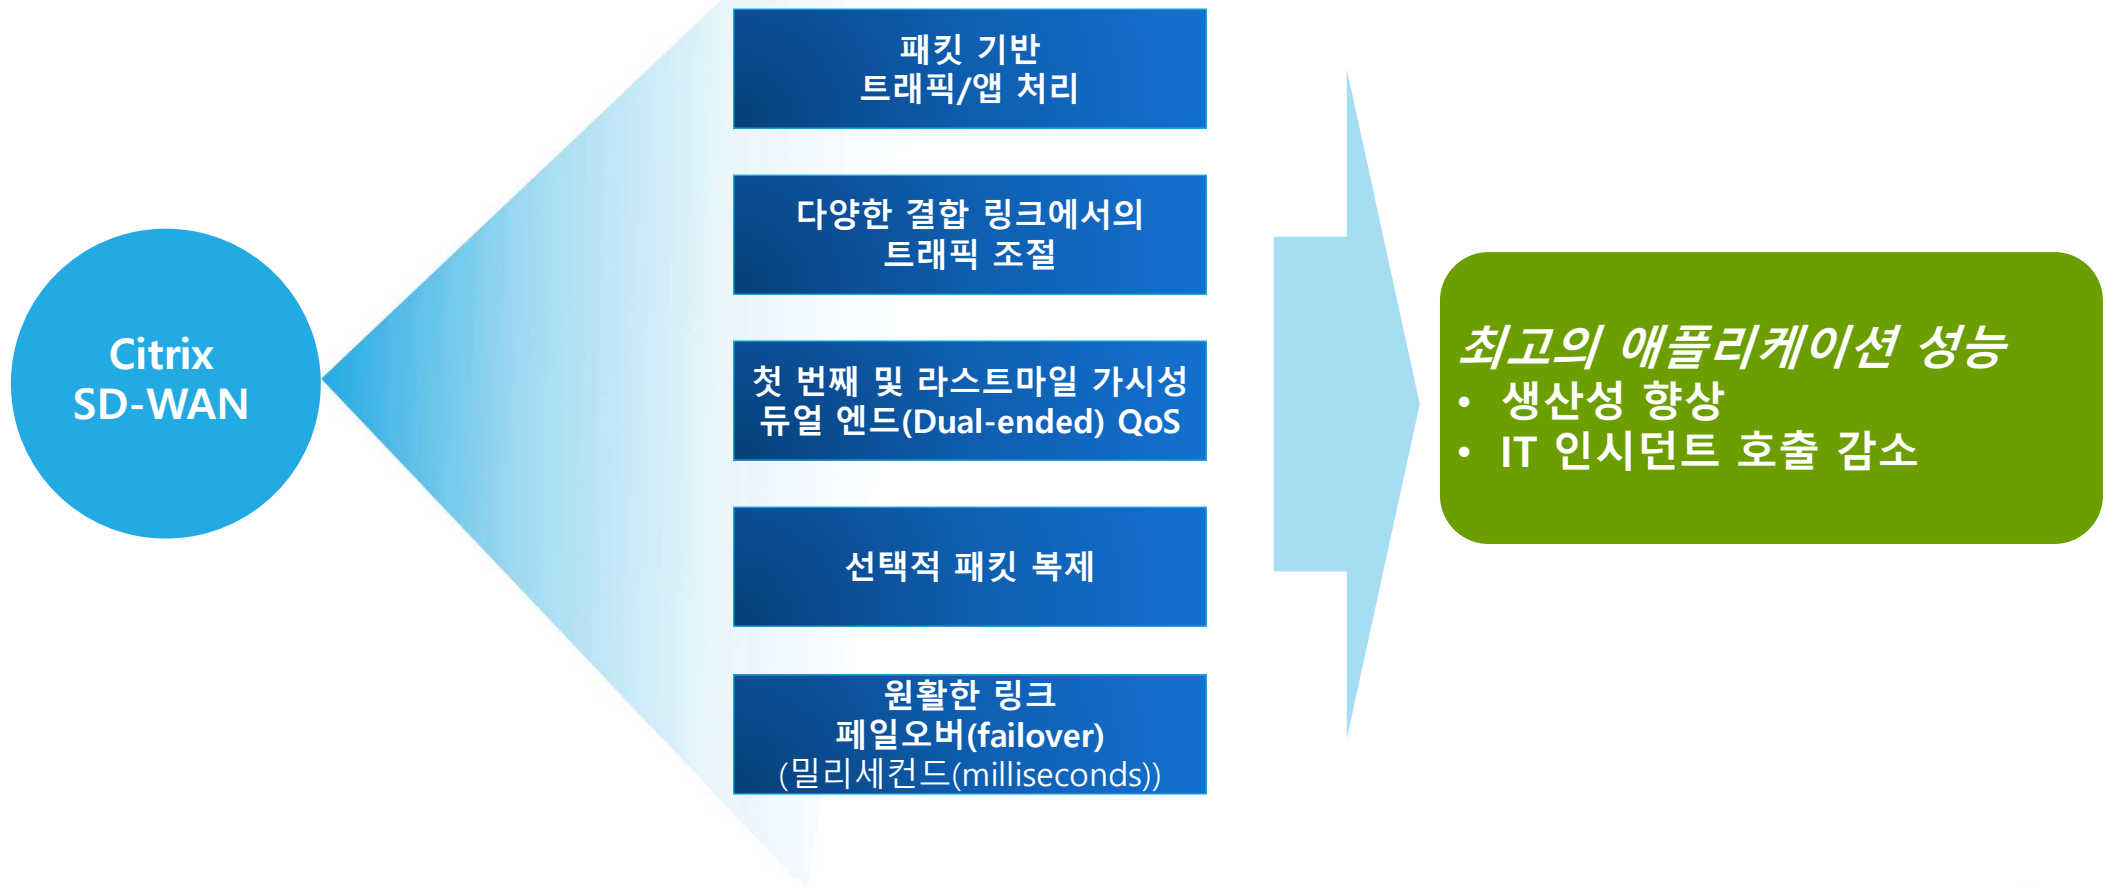 Citrix
SD-WAN
패킷 기반
트래픽/앱 처리
다양한 결합 링크에서의
트래픽 조절
첫 번째 및 라스트마일 가시성
듀얼 엔드(Dual-ended) QoS
선택적 패킷 복제
원활한 링크
페일오버(failover)
(밀리세컨드(milliseconds))
최고의 애플리케이션 성능
• 생산성 향상
• IT 인시던트 호출 감소